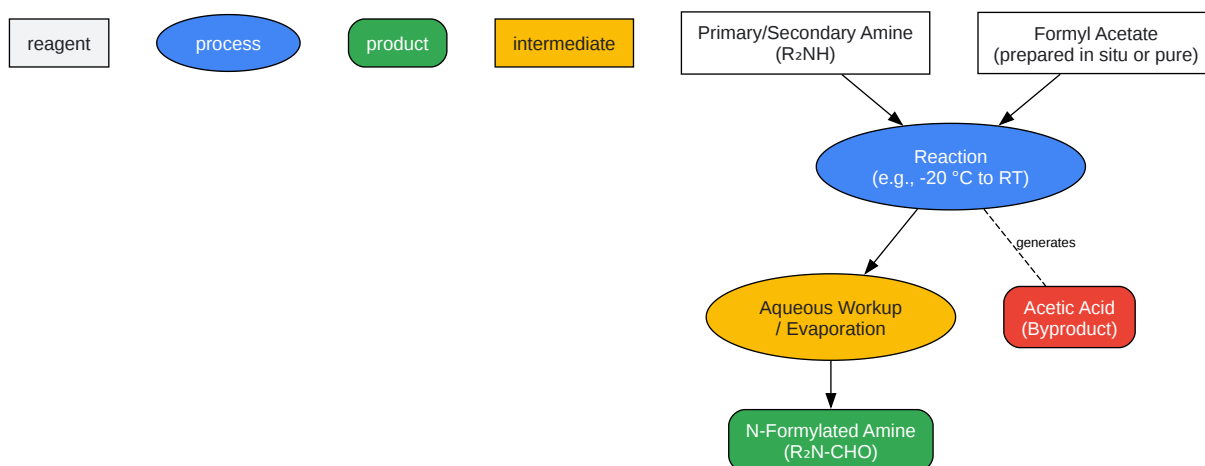 reagent
process
product
intermediate
Primary/Secondary Amine
(R₂NH)
Formyl Acetate
(prepared in situ or pure)
Reaction
(e.g., -20 °C to RT)
generates
Aqueous Workup
/ Evaporation
Acetic Acid
(Byproduct)
N-Formylated Amine
(R₂N-CHO)